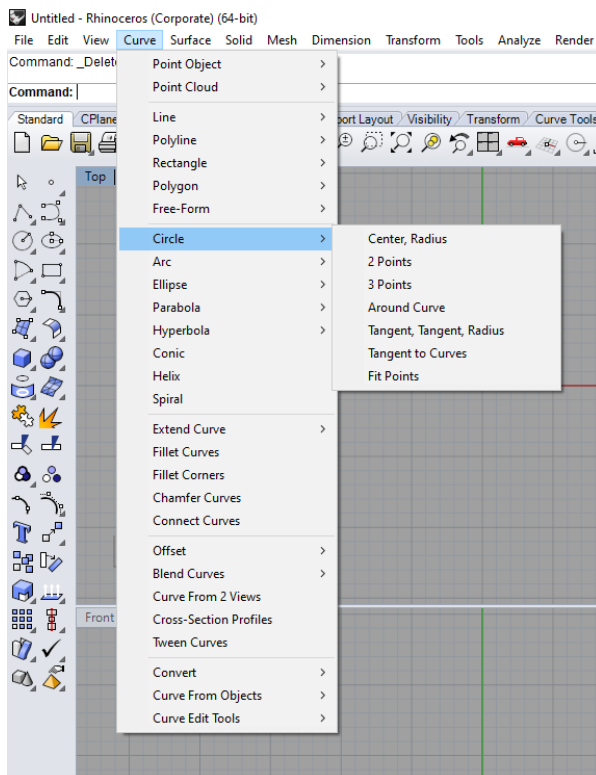 Untitled - Rhinoceros (Corporate) (64-bit)
File Edit View Curve Surface Solid Mesh Dimension Transform Tools Analyze Render
Command: _Delet
Command:
Standard CPlane port Layout Visibility Transform Curve Tools
Top
Point Object
Point Cloud
Line
Polyline
Rectangle
Polygon
Free-Form
Circle
Arc
Ellipse
Parabola
Hyperbola
Conic
Helix
Spiral
Extend Curve
Fillet Curves
Fillet Corners
Chamfer Curves
Connect Curves
Offset
Blend Curves
Curve From 2 Views
Cross-Section Profiles
Tween Curves
Convert
Curve From Objects
Curve Edit Tools
Center, Radius
2 Points
3 Points
Around Curve
Tangent, Tangent, Radius
Tangent to Curves
Fit Points
Front